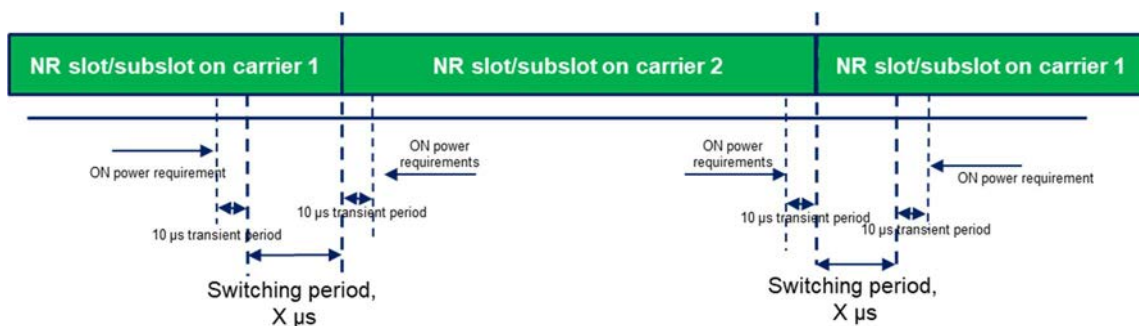 NR slot/subslot on carrier 1
NR slot/subslot on carrier 2
NR slot/subslot on carrier 1
ON power requirement
ON power
requirements
ON power
requirements
ON power requirement
10 µs transient period
10 µs transient period
10 µs transient period
10 µs transient period
Switching period,
X µs
Switching period,
X µs